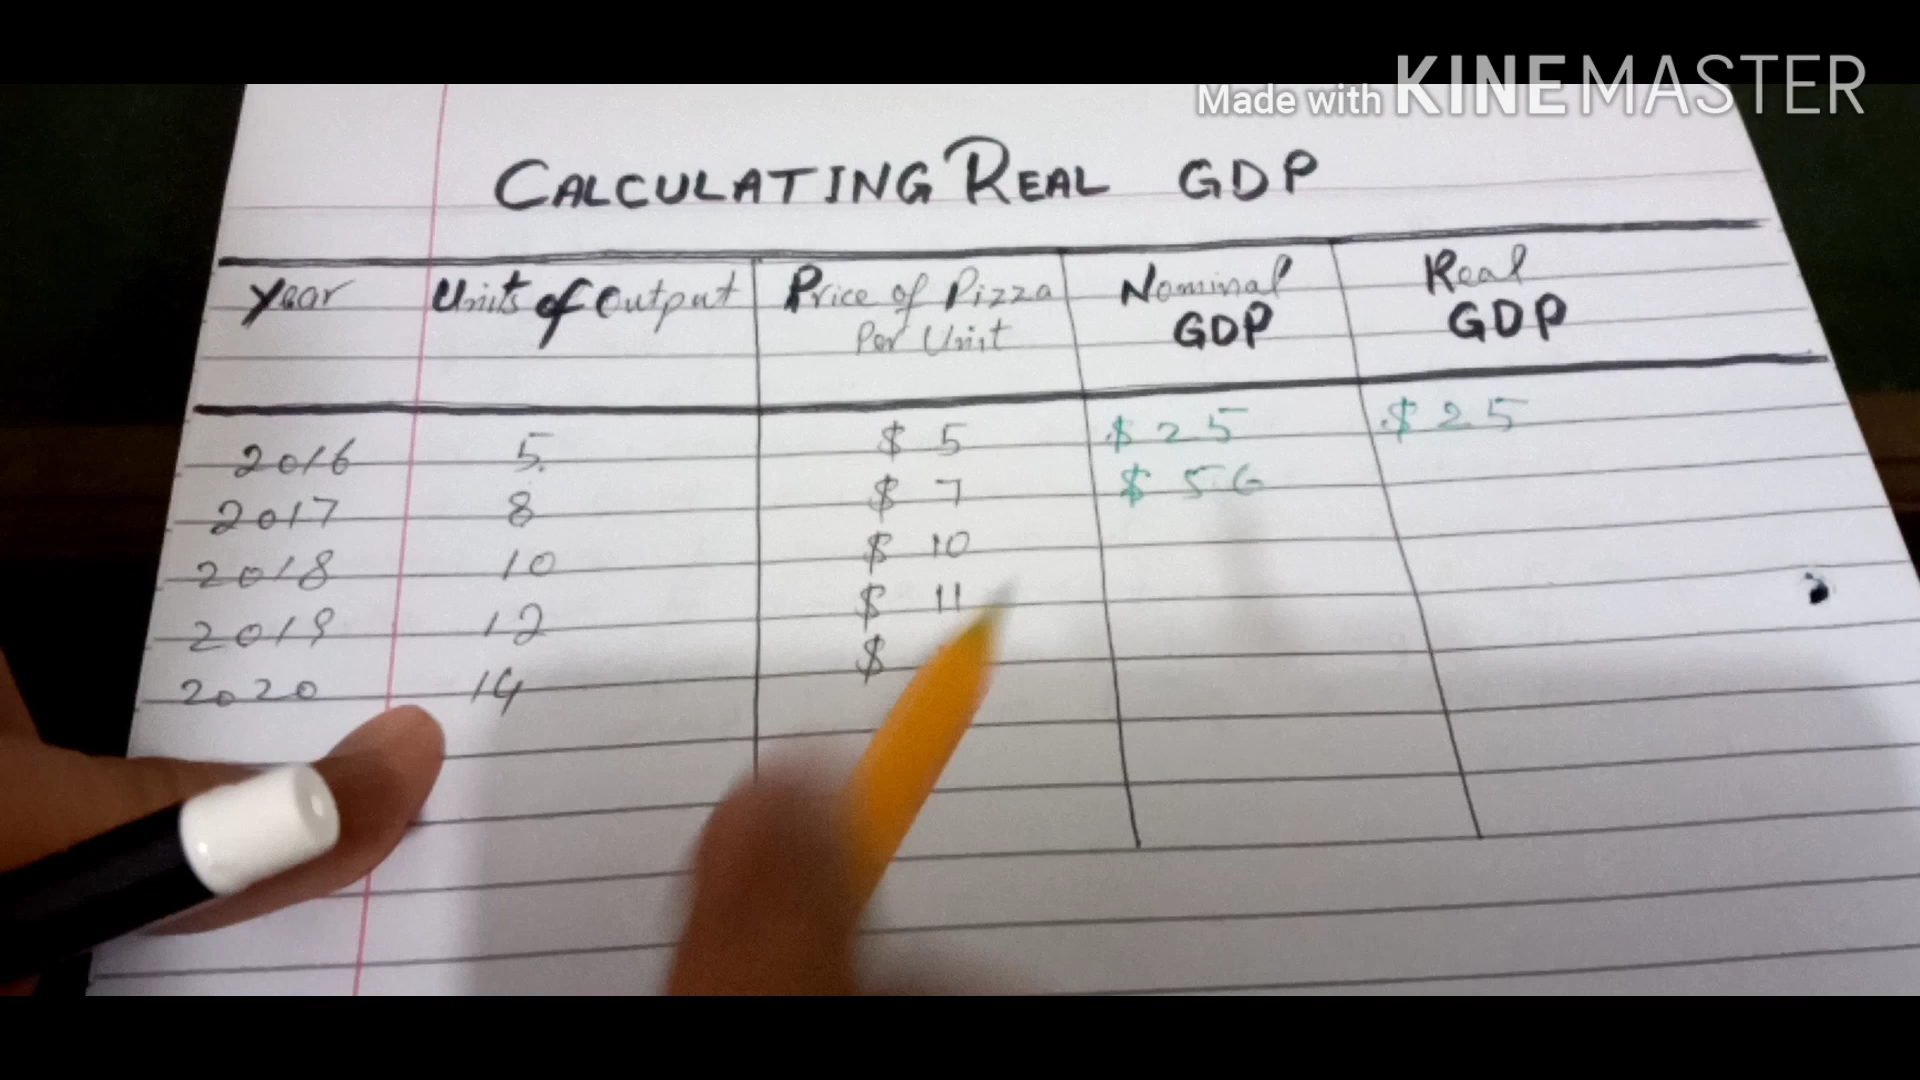 Made with KINEMASTER
CALCULATING REAL GDP
Year Units of Output Price of Pizza Per Unit Nominal GDP Real GDP
2016 5 $ 5 $ 25 $ 25
2017 8 $ 7 $ 56
2018 10 $ 10
2019 12 $ 11
2020 14 $